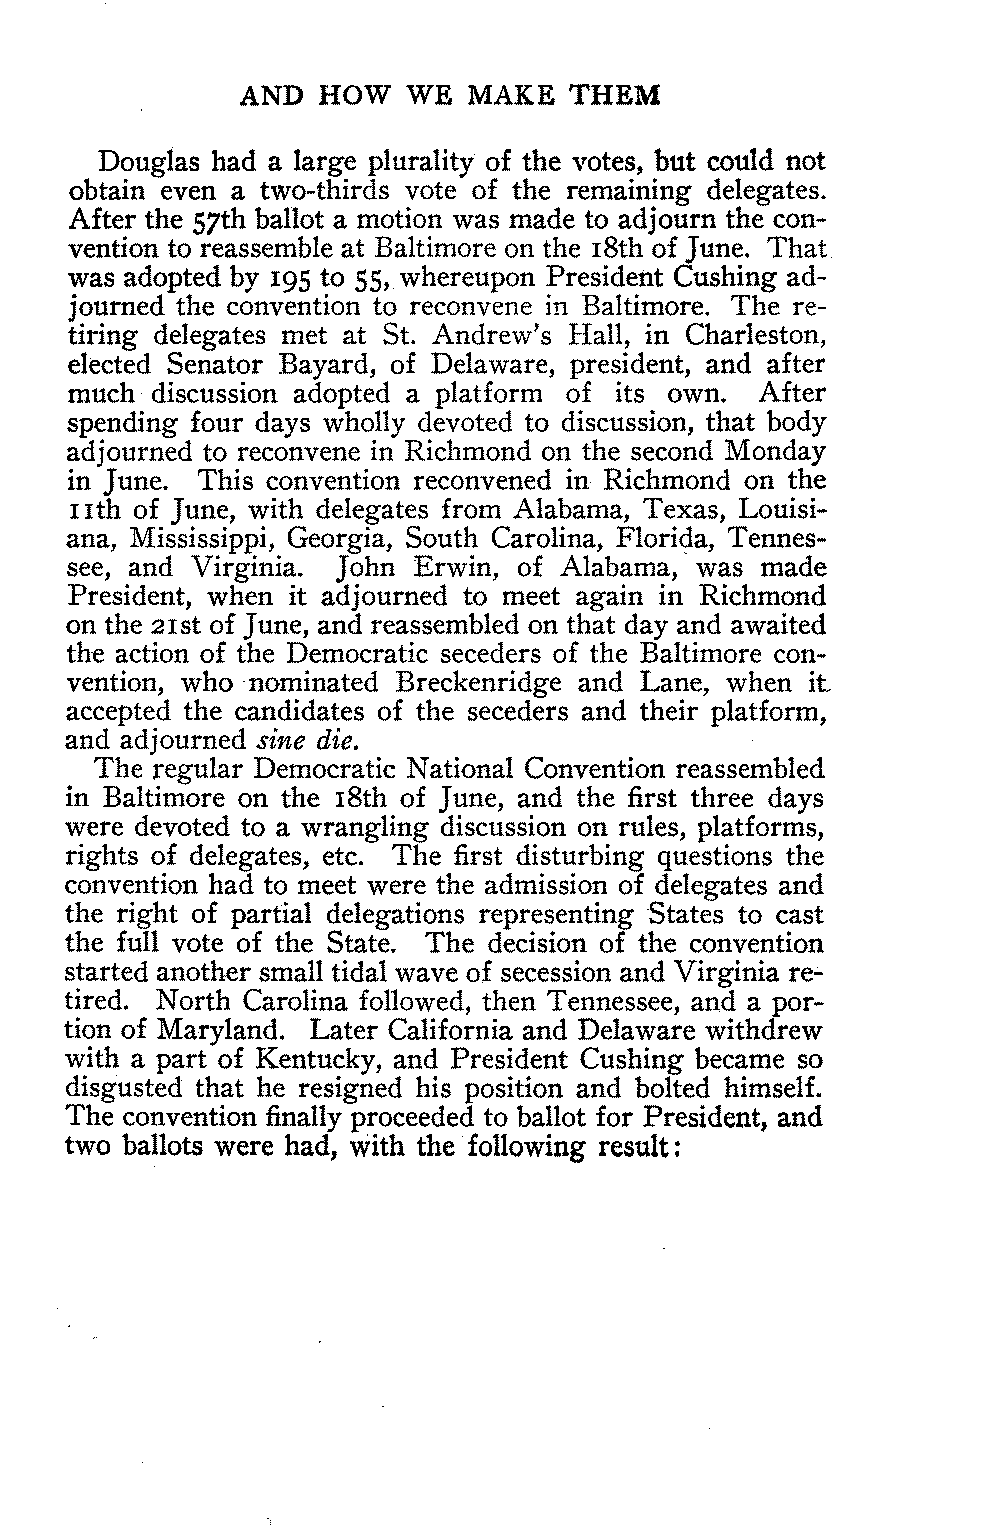 AND HOW WE MAKE THEM
Douglas had a large plurality of the votes, but could not
obtain even a two-thirds vote of the remaining delegates.
After the 57th ballot a motion was made to adjourn the con-
vention to reassemble at Baltimore on the 18th of June. That
was adopted by 195 to 55, whereupon President Cushing ad-
journed the convention to reconvene in Baltimore. The re-
tiring delegates met at St. Andrew's Hall, in Charleston,
elected Senator Bayard, of Delaware, president, and after
much discussion adopted a platform of its own. After
spending four days wholly devoted to discussion, that body
adjourned to reconvene in Richmond on the second Monday
in June. This convention reconvened in Richmond on the
11th of June, with delegates from Alabama, Texas, Louisi-
ana, Mississippi, Georgia, South Carolina, Florida, Tennes-
see, and Virginia. John Erwin, of Alabama, was made
President, when it adjourned to meet again in Richmond
on the 21st of June, and reassembled on that day and awaited
the action of the Democratic seceders of the Baltimore con-
vention, who nominated Breckenridge and Lane, when it
accepted the candidates of the seceders and their platform,
and adjourned sine die.
The regular Democratic National Convention reassembled
in Baltimore on the 18th of June, and the first three days
were devoted to a wrangling discussion on rules, platforms,
rights of delegates, etc. The first disturbing questions the
convention had to meet were the admission of delegates and
the right of partial delegations representing States to cast
the full vote of the State. The decision of the convention
started another small tidal wave of secession and Virginia re-
tired. North Carolina followed, then Tennessee, and a por-
tion of Maryland. Later California and Delaware withdrew
with a part of Kentucky, and President Cushing became so
disgusted that he resigned his position and bolted himself.
The convention finally proceeded to ballot for President, and
two ballots were had, with the following result: